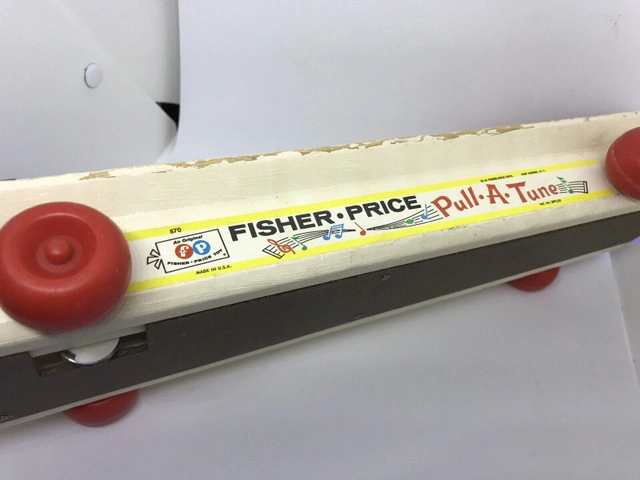 870
An Original
FP
FISHER-PRICE TOY
MADE IN U.S.A.
FISHER·PRICE
Pull·A·Tune